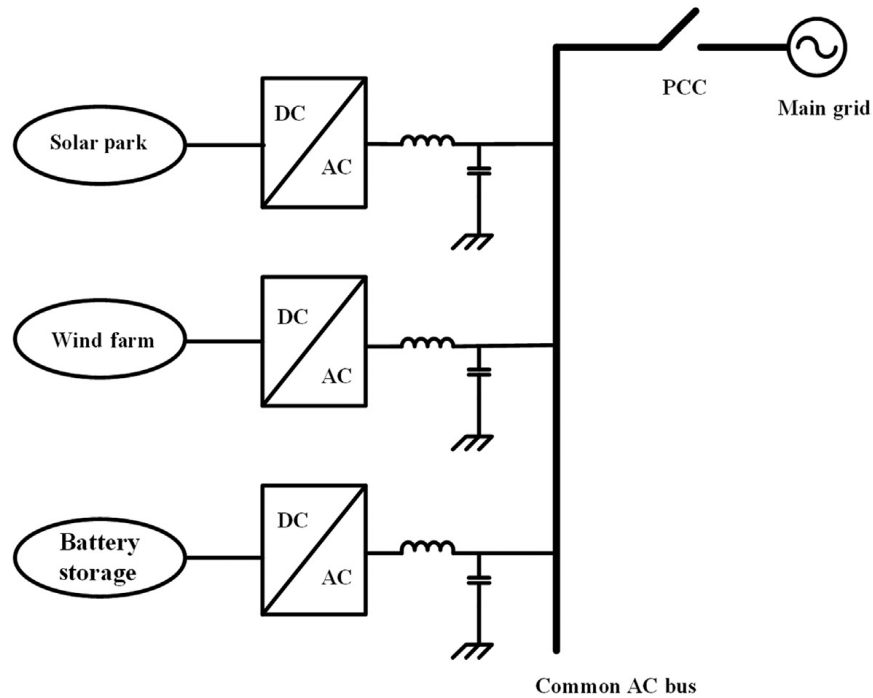 PCC
Main grid
Solar park
DC
AC
Wind farm
DC
AC
Battery
storage
DC
AC
Common AC bus